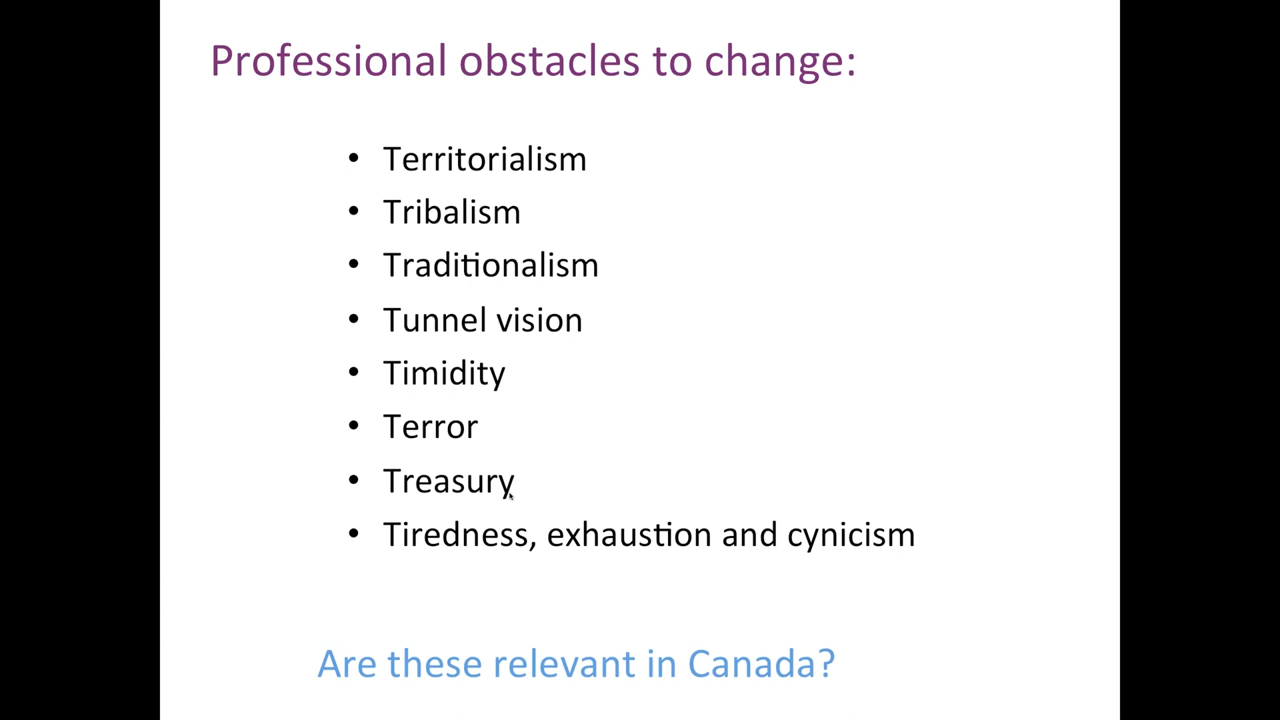 Professional obstacles to change:
• Territorialism
• Tribalism
• Traditionalism
• Tunnel vision
• Timidity
• Terror
• Treasury
• Tiredness, exhaustion and cynicism
Are these relevant in Canada?